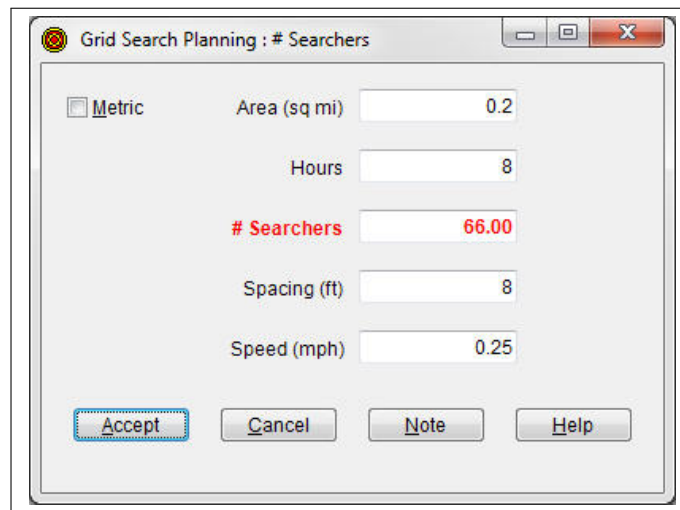 Grid Search Planning : # Searchers
Metric Area (sq mi) 0.2
Hours 8
# Searchers 66.00
Spacing (ft) 8
Speed (mph) 0.25
Accept Cancel Note Help